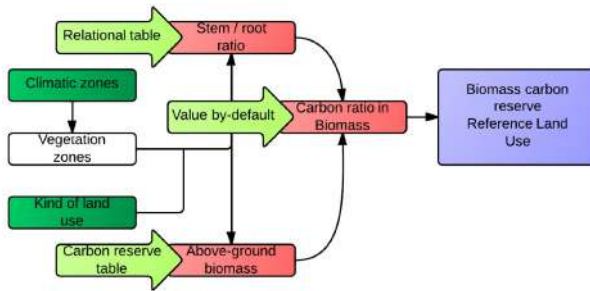 Relational table
Stem / root
ratio
Climatic zones
Value by-default
Carbon ratio in
Biomass
Biomass carbon
reserve
Reference Land
Use
Vegetation
zones
Kind of land
use
Carbon reserve
table
Above-ground
biomass